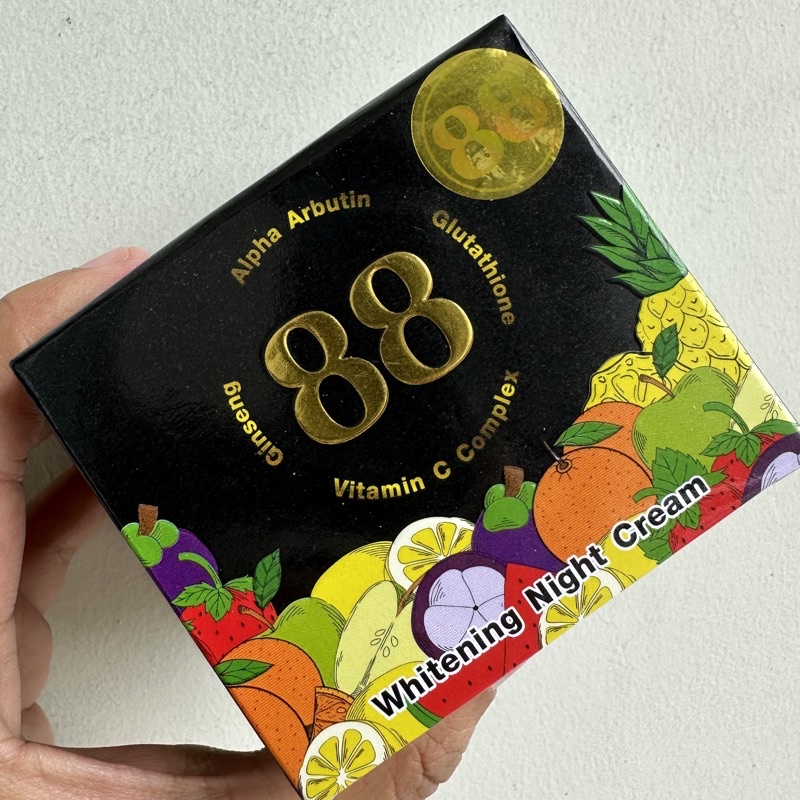 88
Alpha Arbutin
Glutathione
88
Ginseng
Vitamin C Complex
Whitening Night Cream